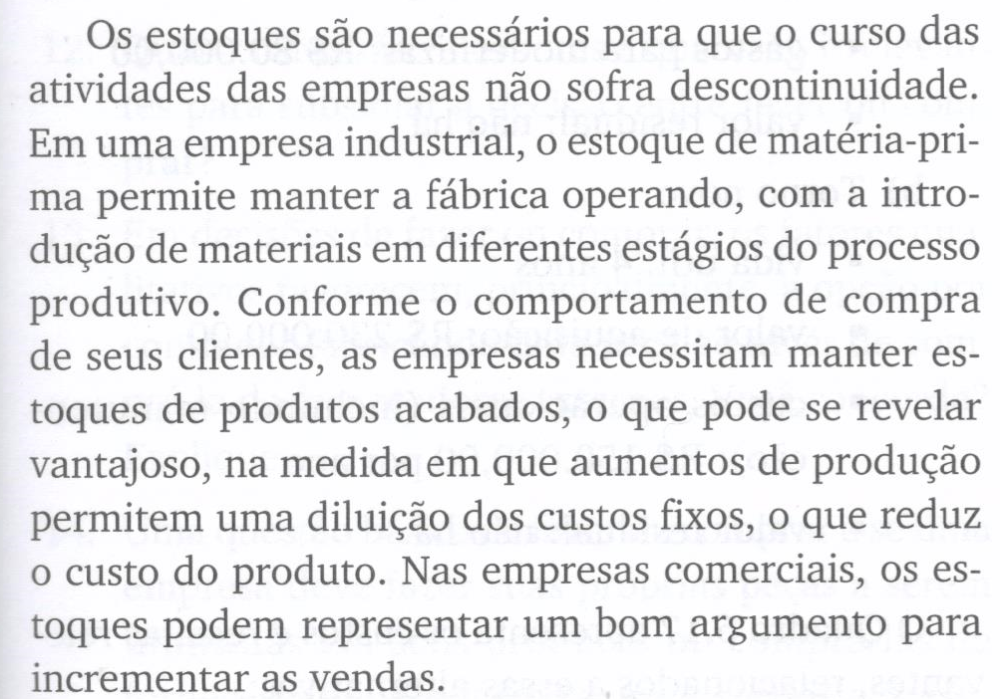 Os estoques são necessários para que o curso das
atividades das empresas não sofra descontinuidade.
Em uma empresa industrial, o estoque de matéria-pri-
ma permite manter a fábrica operando, com a intro-
dução de materiais em diferentes estágios do processo
produtivo. Conforme o comportamento de compra
de seus clientes, as empresas necessitam manter es-
toques de produtos acabados, o que pode se revelar
vantajoso, na medida em que aumentos de produção
permitem uma diluição dos custos fixos, o que reduz
o custo do produto. Nas empresas comerciais, os es-
toques podem representar um bom argumento para
incrementar as vendas.